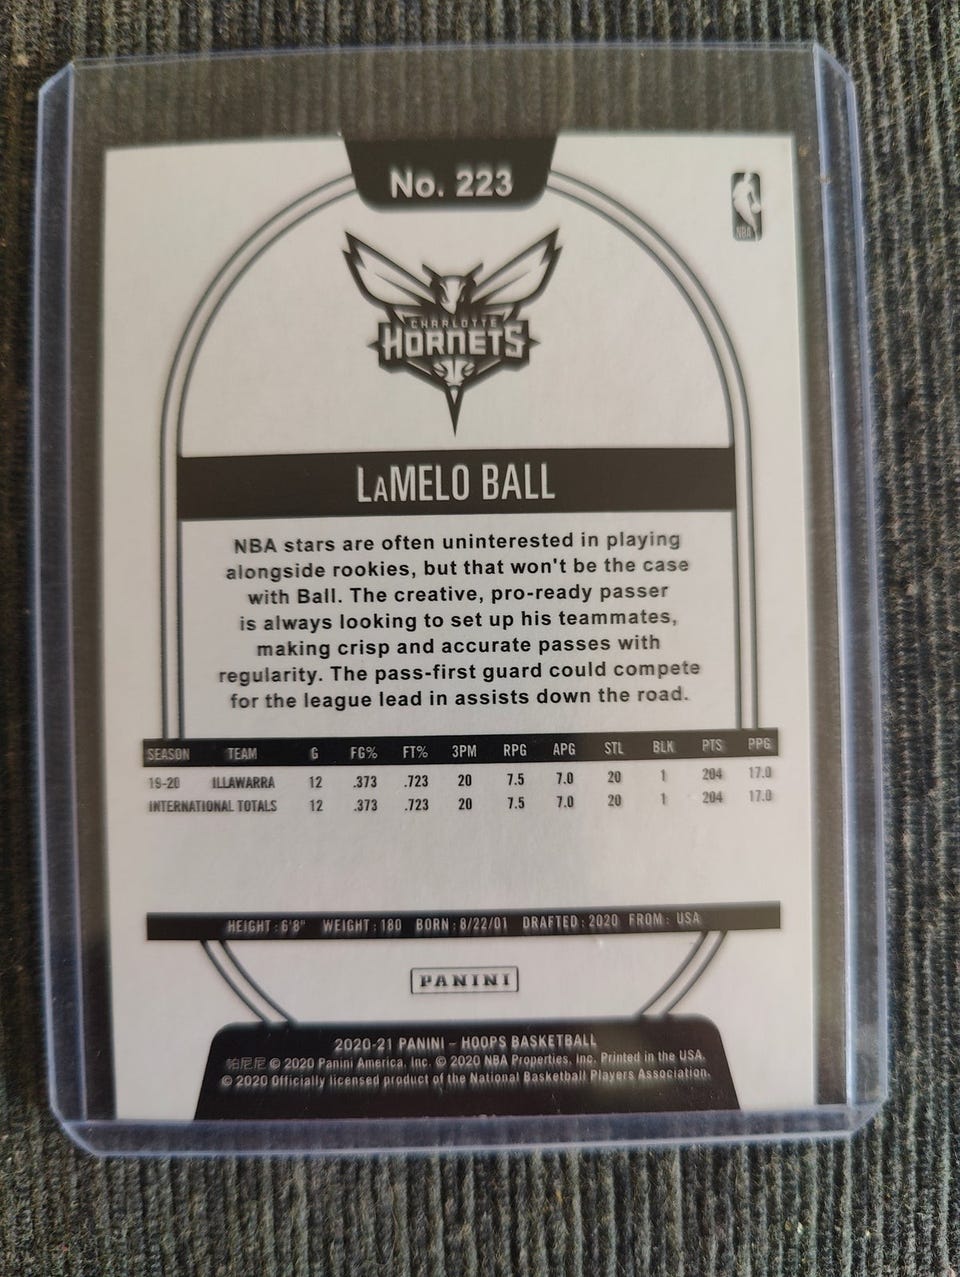 No. 223
NBA
CHARLOTTE
HORNETS
LAMELO BALL
NBA stars are often uninterested in playing
alongside rookies, but that won't be the case
with Ball. The creative, pro-ready passer
is always looking to set up his teammates,
making crisp and accurate passes with
regularity. The pass-first guard could compete
for the league lead in assists down the road.
SEASON TEAM G FG% FT% 3PM RPG APG STL BLK PTS PPG
19-20 ILLAWARRA 12 .373 .723 20 7.5 7.0 20 1 204 17.0
INTERNATIONAL TOTALS 12 .373 .723 20 7.5 7.0 20 1 204 17.0
HEIGHT: 6'8" WEIGHT: 180 BORN: 8/22/01 DRAFTED: 2020 FROM: USA
PANINI
2020-21 PANINI – HOOPS BASKETBALL
帕尼尼 © 2020 Panini America, Inc. © 2020 NBA Properties, Inc. Printed in the USA.
© 2020 Officially licensed product of the National Basketball Players Association.